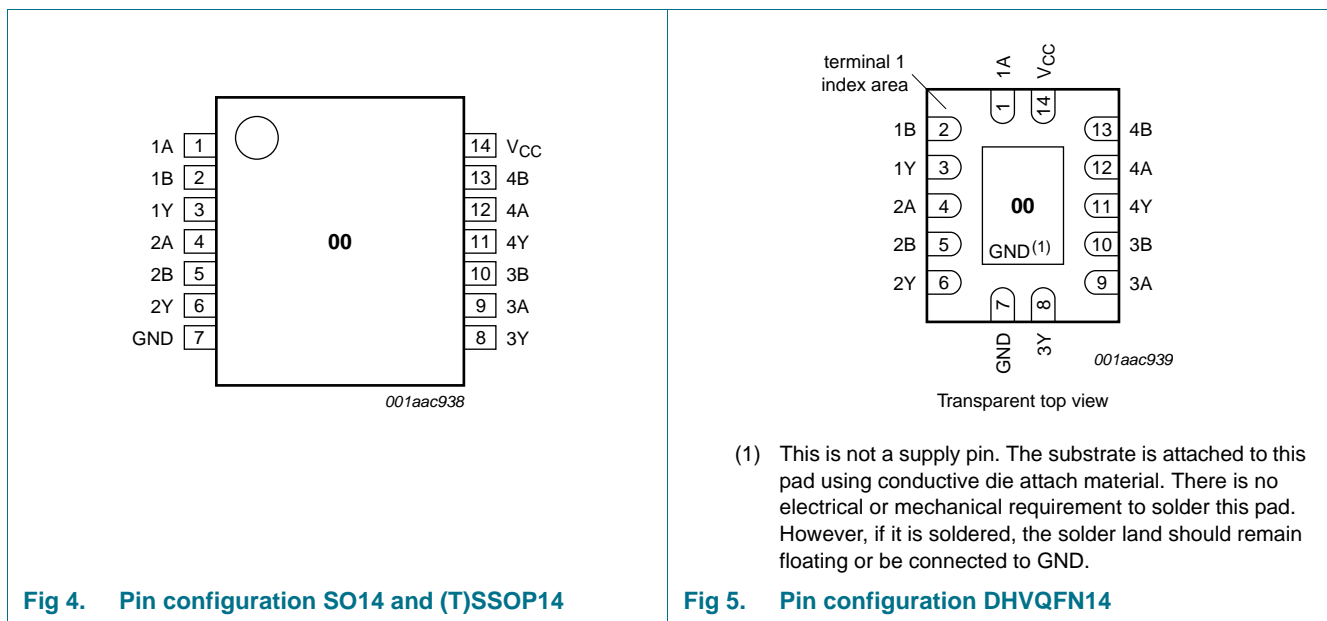 1A 1
1B 2
1Y 3
2A 4
2B 5
2Y 6
GND 7
00
14 VCC
13 4B
12 4A
11 4Y
10 3B
9 3A
8 3Y
001aac938
Fig 4. Pin configuration SO14 and (T)SSOP14
terminal 1
index area
1A
VCC
1
14
1B 2
1Y 3
2A 4
2B 5
2Y 6
00
GND(1)
13 4B
12 4A
11 4Y
10 3B
9 3A
7
8
GND
3Y
001aac939
Transparent top view
(1) This is not a supply pin. The substrate is attached to this
pad using conductive die attach material. There is no
electrical or mechanical requirement to solder this pad.
However, if it is soldered, the solder land should remain
floating or be connected to GND.
Fig 5. Pin configuration DHVQFN14